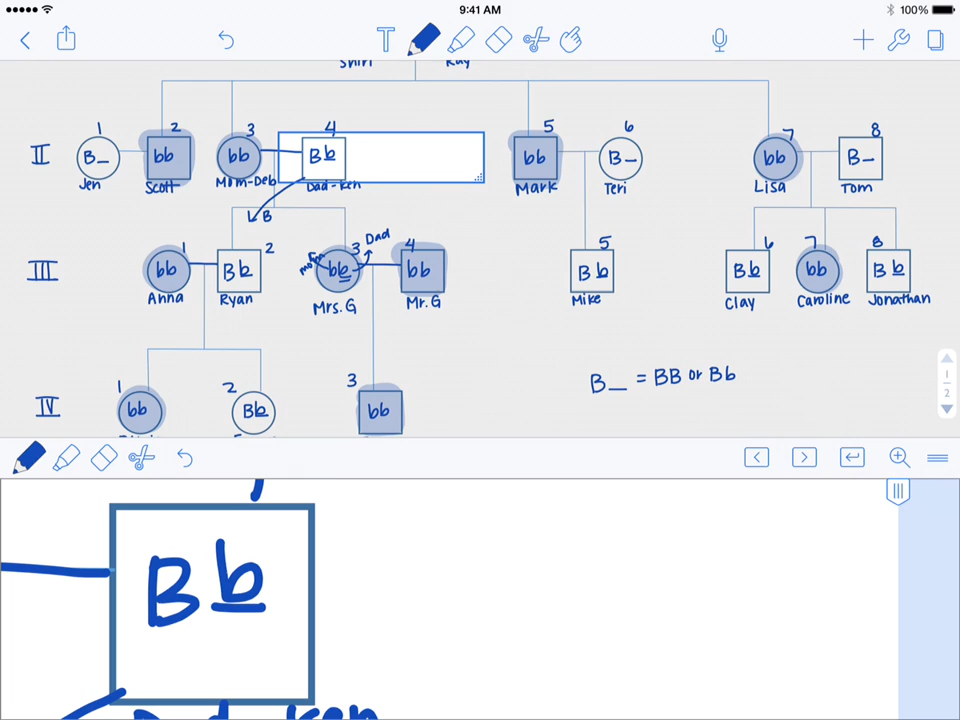 9:41 AM
100%
T
Shirl Ray
1 2 3 4 5 6 7 8
II B_ bb bb Bb bb B_ bb B_
Jen Scott Mom-Deb Dad-Ken Mark Teri Lisa Tom
B
Dad
mom
1 2 3 4 5 6 7 8
III bb Bb bb bb Bb Bb bb Bb
Anna Ryan Mrs. G Mr. G Mike Clay Caroline Jonathan
B_ = BB or Bb
1 2 3
IV bb Bb bb
1
2
Bb
Dad-Ken